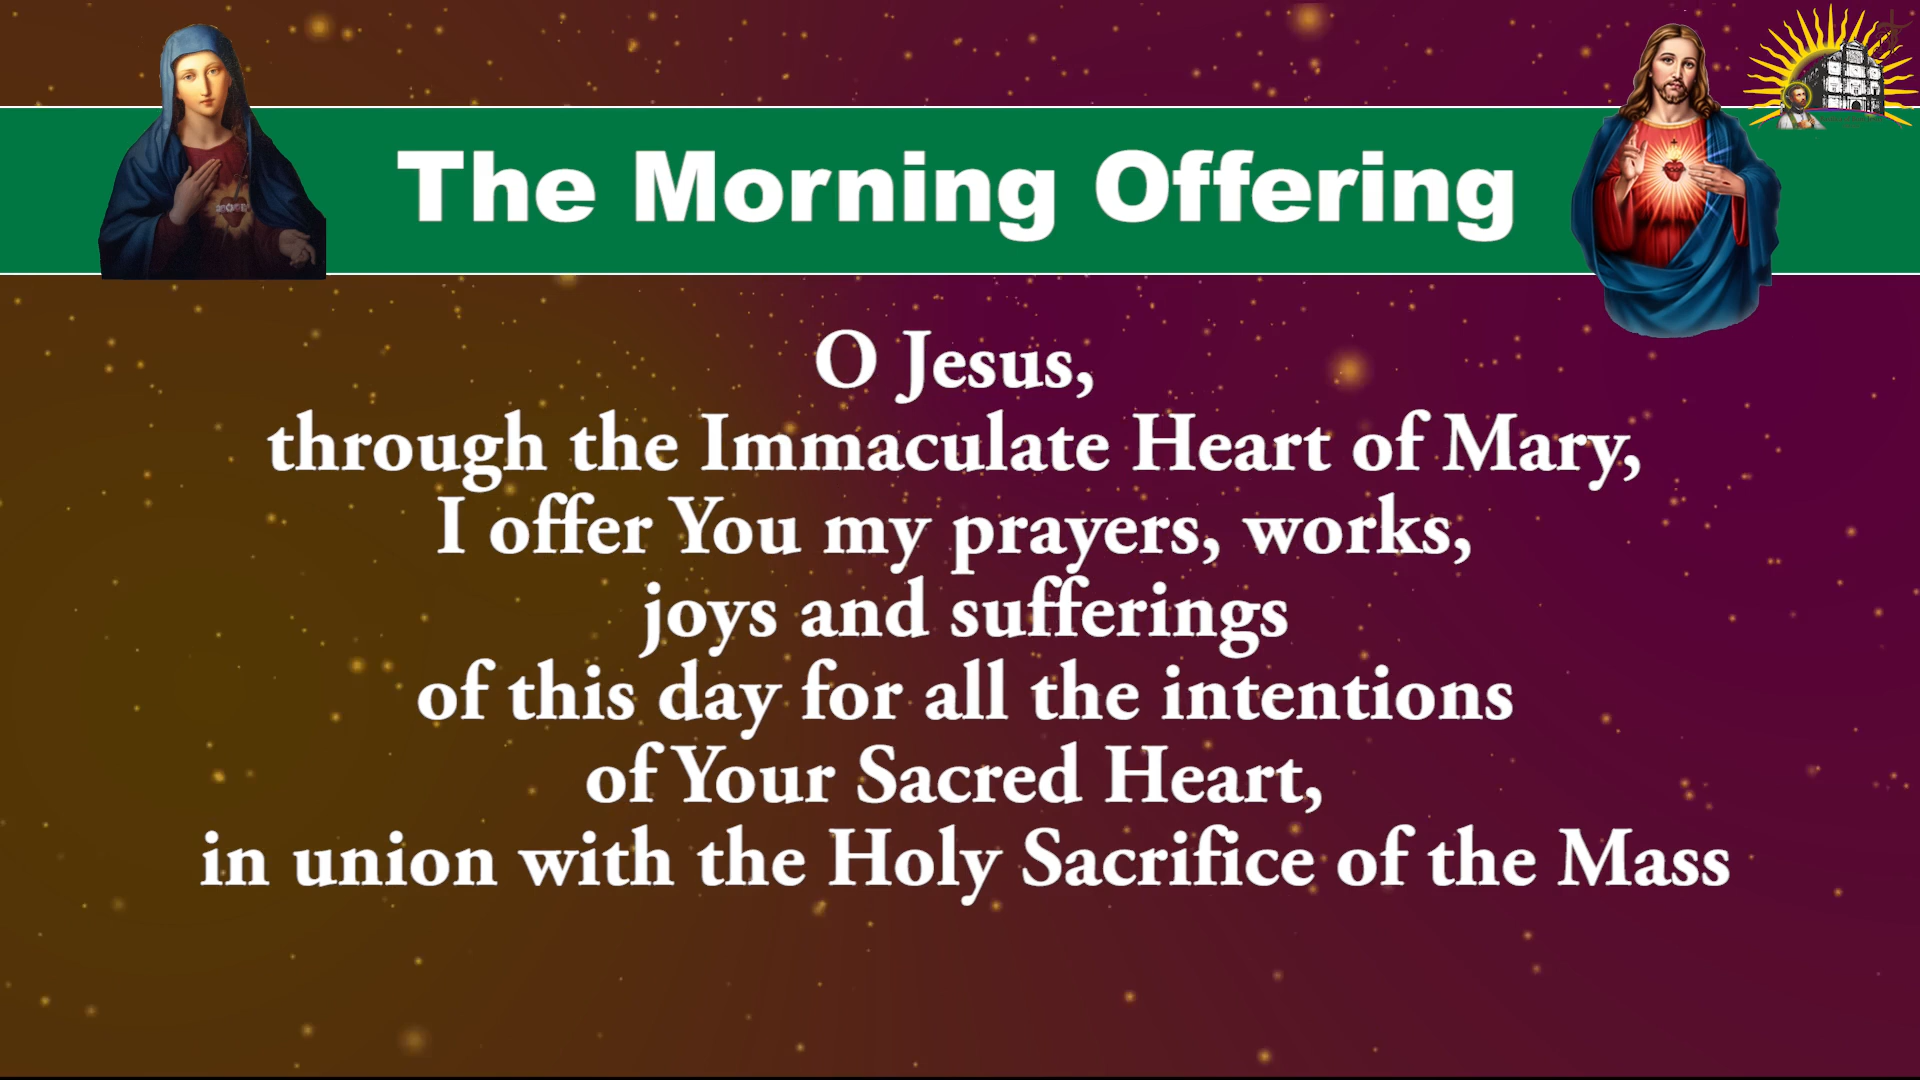 The Morning Offering
O Jesus,
through the Immaculate Heart of Mary,
I offer You my prayers, works,
joys and sufferings
of this day for all the intentions
of Your Sacred Heart,
in union with the Holy Sacrifice of the Mass